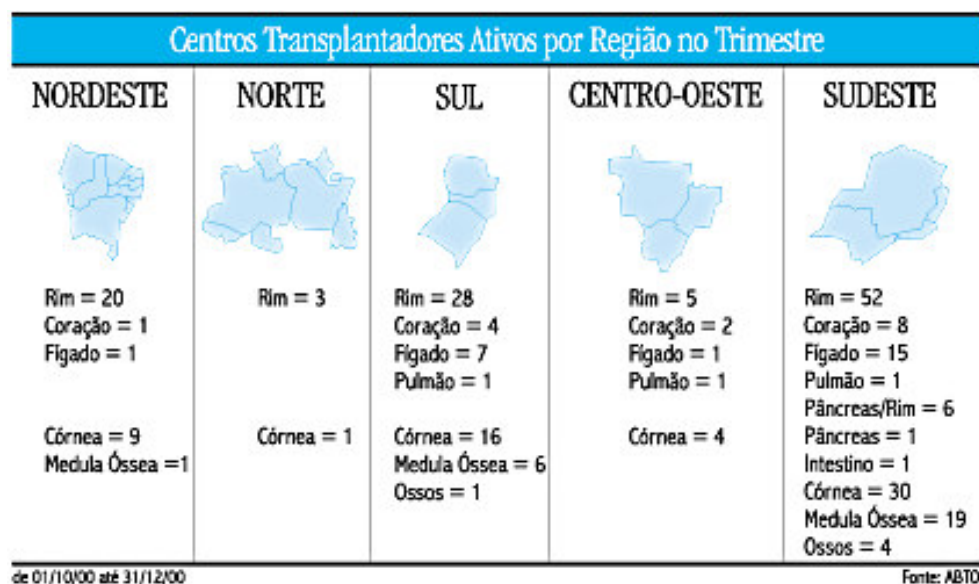 Centros Transplantadores Ativos por Região no Trimestre
NORDESTE
Rim = 20
Coração = 1
Fígado = 1
Córnea = 9
Medula Óssea =1
NORTE
Rim = 3
Córnea = 1
SUL
Rim = 28
Coração = 4
Fígado = 7
Pulmão = 1
Córnea = 16
Medula Óssea = 6
Ossos = 1
CENTRO-OESTE
Rim = 5
Coração = 2
Fígado = 1
Pulmão = 1
Córnea = 4
SUDESTE
Rim = 52
Coração = 8
Fígado = 15
Pulmão = 1
Pâncreas/Rim = 6
Pâncreas = 1
Intestino = 1
Córnea = 30
Medula Óssea = 19
Ossos = 4
de 01/10/00 até 31/12/00
Fonte: ABTO